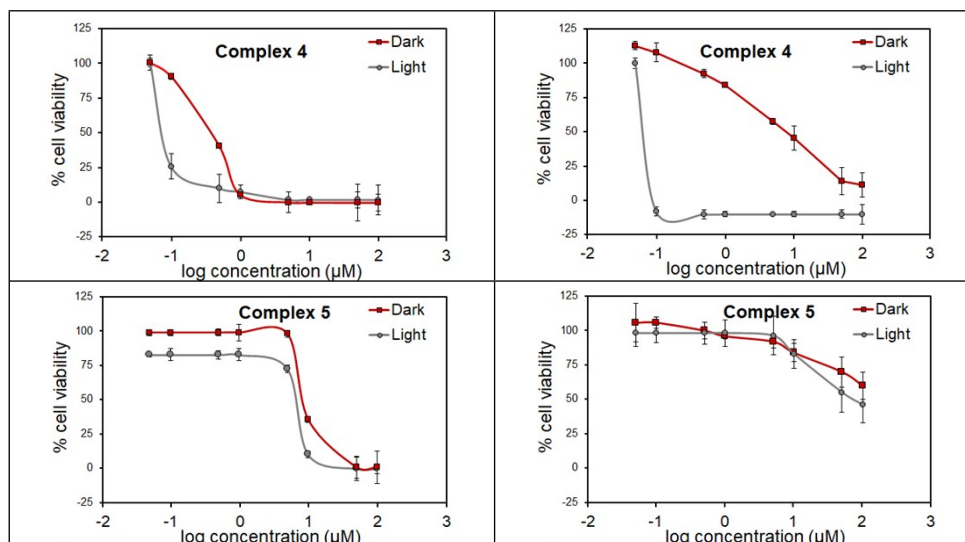 125
100
75
50
25
0
-25
Complex 4
Dark
Light
% cell viability
-2 -1 0 1 2 3
log concentration (µM)
125
100
75
50
25
0
-25
Complex 4
Dark
Light
% cell viability
-2 -1 0 1 2 3
log concentration (µM)
125
100
75
50
25
0
-25
Complex 5
Dark
Light
% cell viability
-2 -1 0 1 2 3
log concentration (µM)
125
100
75
50
25
0
-25
Complex 5
Dark
Light
% cell viability
-2 -1 0 1 2 3
log concentration (µM)